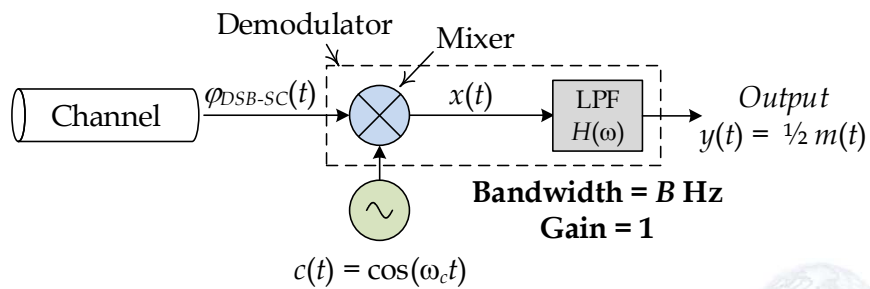 Demodulator
Mixer
φDSB-SC(t)
x(t)
Channel
LPF
H(ω)
Output
y(t) = ½ m(t)
Bandwidth = B Hz
Gain = 1
c(t) = cos(ωct)